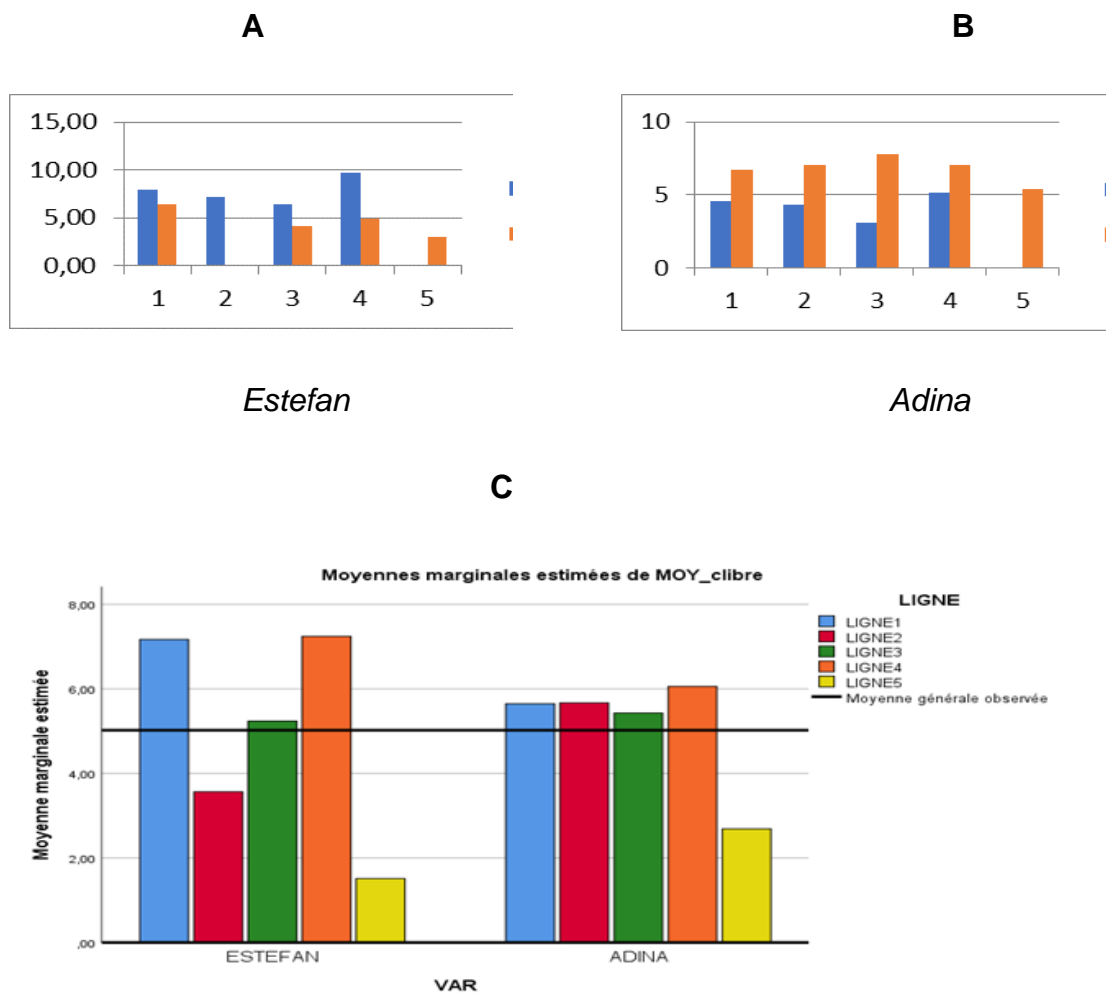 A
B
15,00
10,00
5,00
0,00
1 2 3 4 5
10
5
0
1 2 3 4 5
Estefan
Adina
C
Moyennes marginales estimées de MOY_clibre
Moyenne marginale estimée
8,00
6,00
4,00
2,00
,00
ESTEFAN
ADINA
VAR
LIGNE
LIGNE1
LIGNE2
LIGNE3
LIGNE4
LIGNE5
Moyenne générale observée